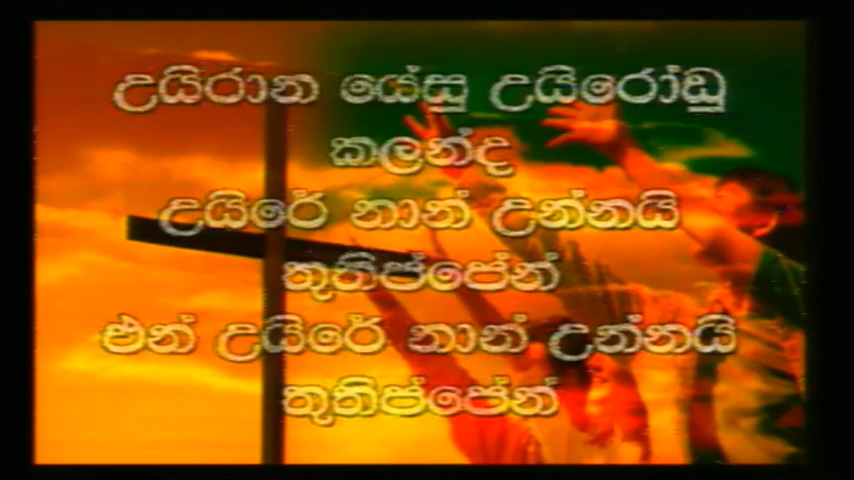 උයිරාන යේසු උයිරෝඩූ
කලන්ද
උයිරේ නාන් උන්නයි
තුතිප්පේන්
එන් උයිරේ නාන් උන්නයි
තුතිප්පේන්